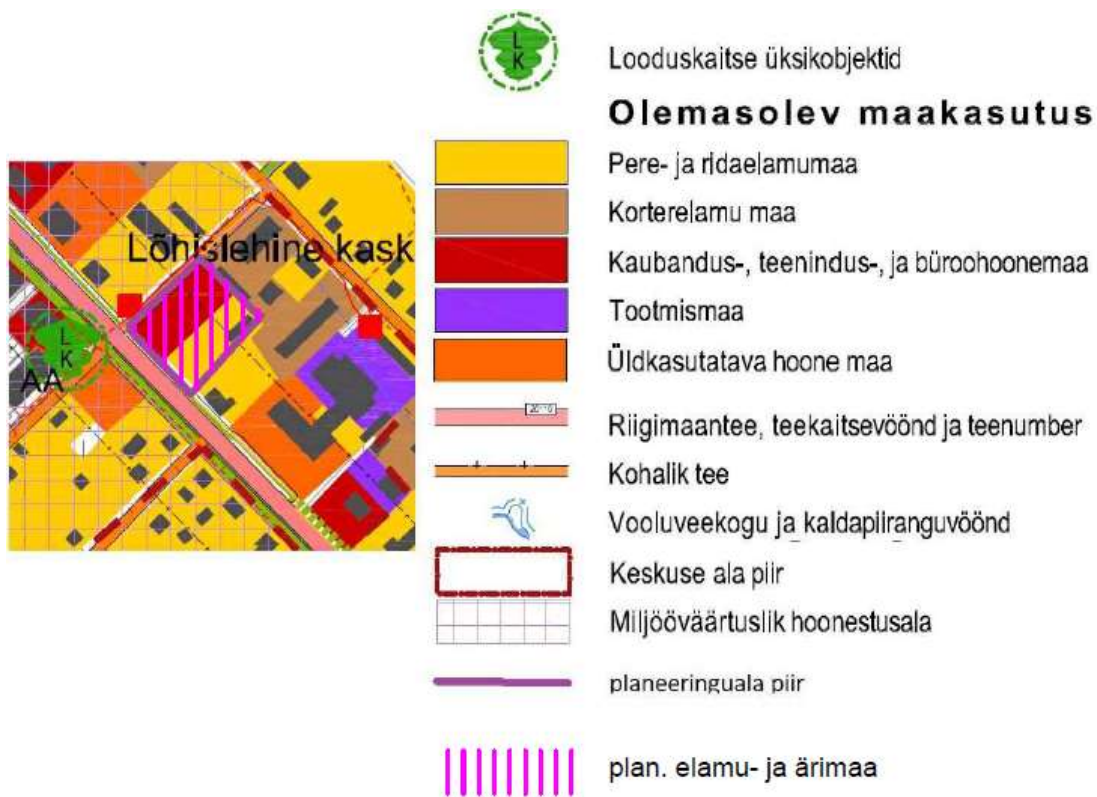 Lõhislehine kask
L
K
AA
L
K
Looduskaitse üksikobjektid
Olemasolev maakasutus
Pere- ja ridaelamumaa
Korterelamu maa
Kaubandus-, teenindus-, ja büroohoonemaa
Tootmismaa
Üldkasutatava hoone maa
Riigimaantee, teekaitsevöönd ja teenumber
Kohalik tee
Vooluveekogu ja kaldapiiranguvöönd
Keskuse ala piir
Miljööväärtuslik hoonestusala
planeeringuala piir
plan. elamu- ja ärimaa